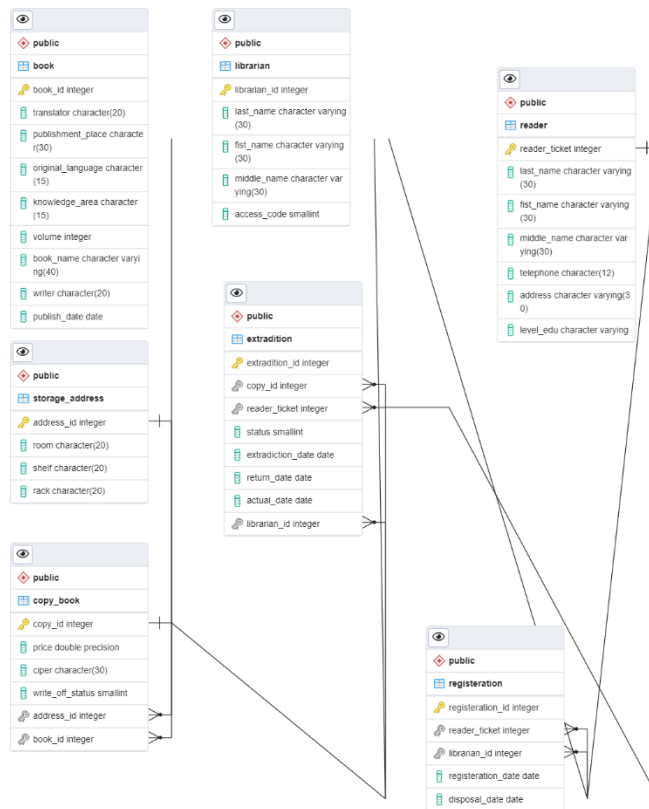 public
book
book_id integer
translator character(20)
publishment_place characte
r(30)
original_language character
(15)
knowledge_area character
(15)
volume integer
book_name character varyi
ng(40)
writer character(20)
publish_date date
public
librarian
librarian_id integer
last_name character varying
(30)
fist_name character varying
(30)
middle_name character var
ying(30)
access_code smallint
public
reader
reader_ticket integer
last_name character varying
(30)
fist_name character varying
(30)
middle_name character var
ying(30)
telephone character(12)
address character varying(3
0)
level_edu character varying
public
extradition
extradition_id integer
copy_id integer
reader_ticket integer
status smallint
extradiction_date date
return_date date
actual_date date
librarian_id integer
public
storage_address
address_id integer
room character(20)
shelf character(20)
rack character(20)
public
copy_book
copy_id integer
price double precision
ciper character(30)
write_off_status smallint
address_id integer
book_id integer
public
registeration
registeration_id integer
reader_ticket integer
librarian_id integer
registeration_date date
disposal_date date